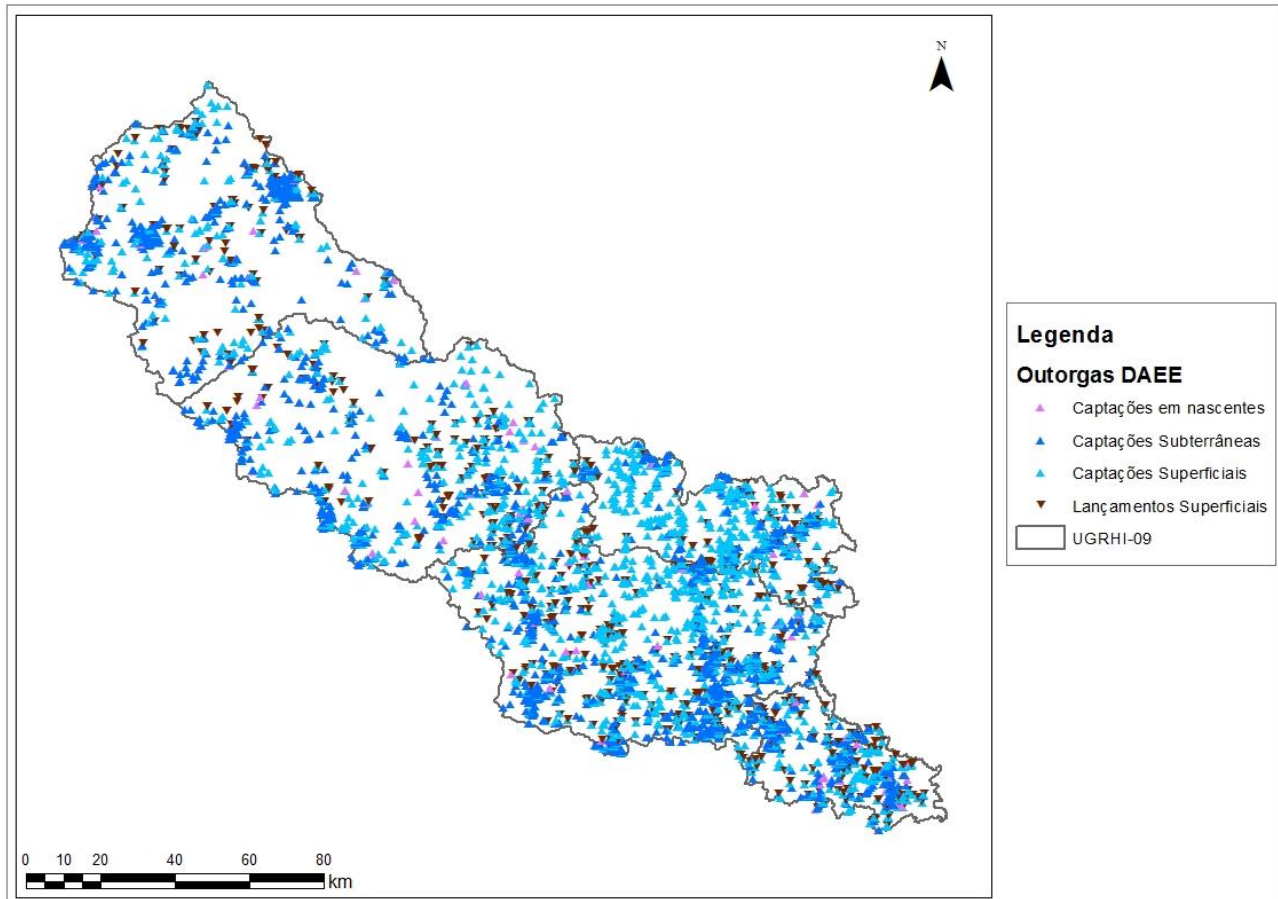 N
Legenda
Outorgas DAEE
Captações em nascentes
Captações Subterrâneas
Captações Superficiais
Lançamentos Superficiais
UGRHI-09
0 10 20 40 60 80
km